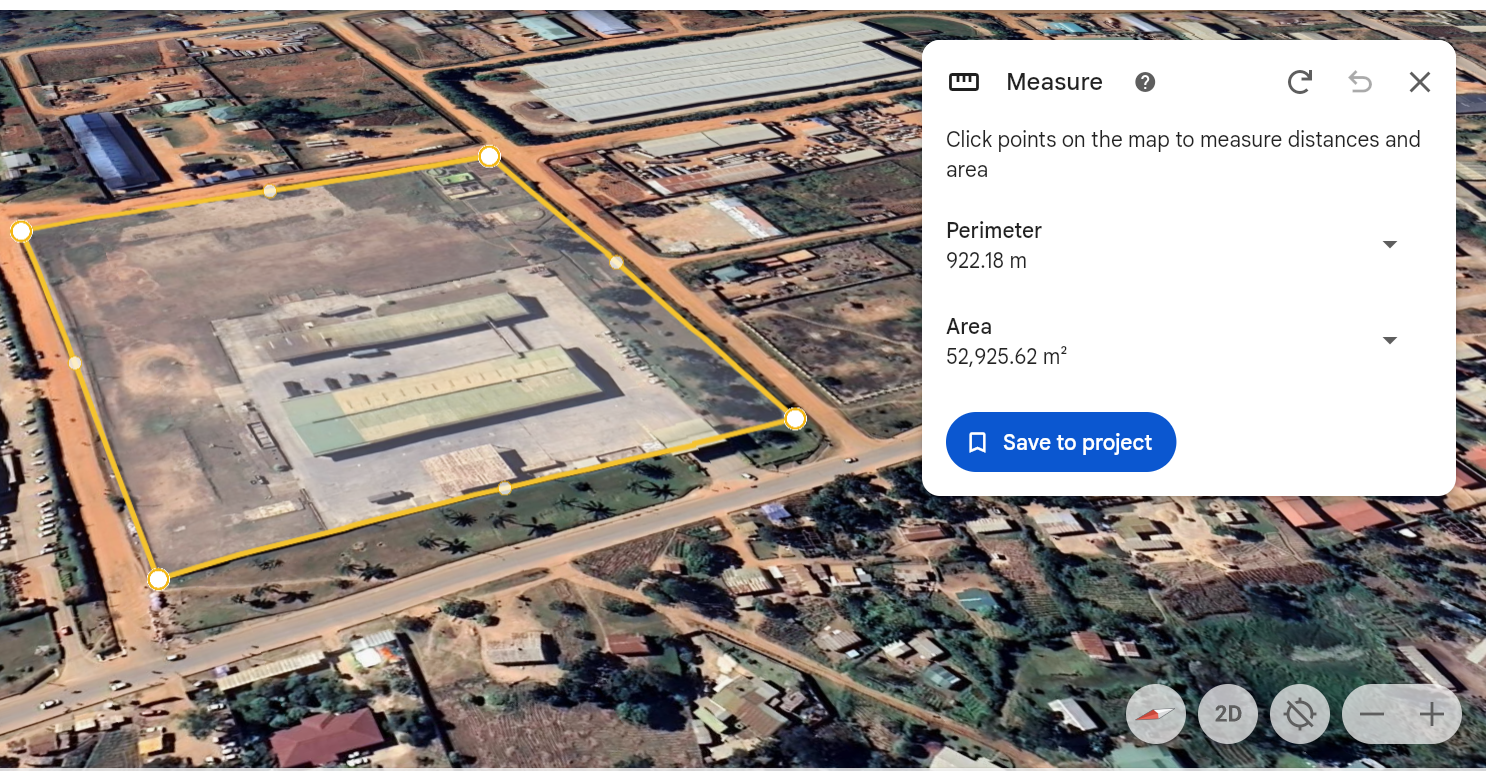 Measure
Click points on the map to measure distances and
area
Perimeter
922.18 m
Area
52,925.62 m²
Save to project
2D